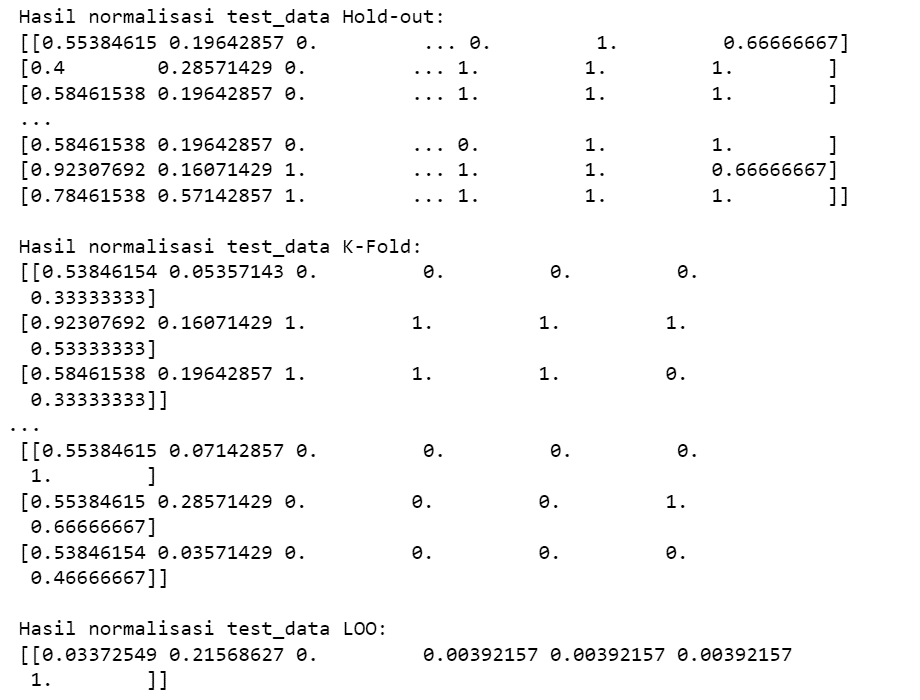 Hasil normalisasi test_data Hold-out:
[[0.55384615 0.19642857 0.         ... 0.         1.         0.66666667]
[0.4        0.28571429 0.         ... 1.         1.         1.        ]
[0.58461538 0.19642857 0.         ... 1.         1.         1.        ]
...
[0.58461538 0.19642857 0.         ... 0.         1.         1.        ]
[0.92307692 0.16071429 1.         ... 1.         1.         0.66666667]
[0.78461538 0.57142857 1.         ... 1.         1.         1.        ]]
Hasil normalisasi test_data K-Fold:
[[0.53846154 0.05357143 0.         0.         0.         0.
0.33333333]
[0.92307692 0.16071429 1.         1.         1.         1.
0.53333333]
[0.58461538 0.19642857 1.         1.         1.         0.
0.33333333]]
...
[[0.55384615 0.07142857 0.         0.         0.         0.
1.        ]
[0.55384615 0.28571429 0.         0.         0.         1.
0.66666667]
[0.53846154 0.03571429 0.         0.         0.         0.
0.46666667]]
Hasil normalisasi test_data LOO:
[[0.03372549 0.21568627 0.         0.00392157 0.00392157 0.00392157
1.        ]]